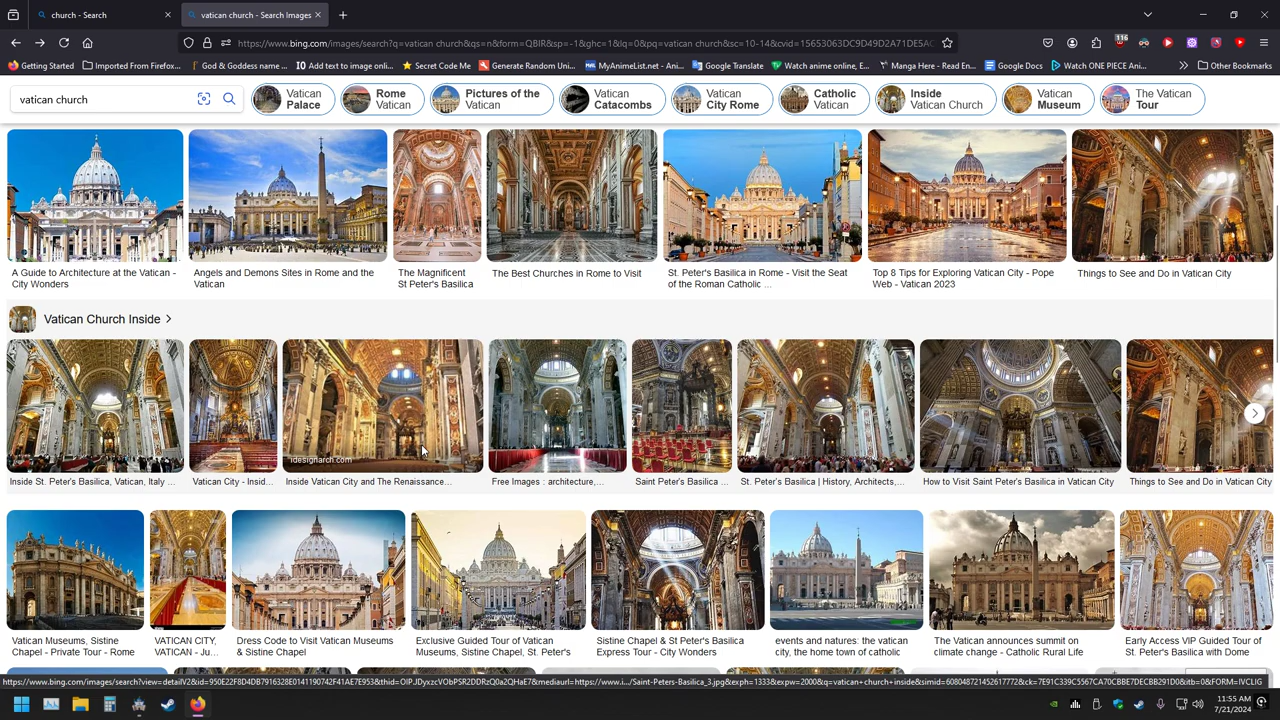 church - Search
vatican church - Search Images
https://www.bing.com/images/search?q=vatican church&qs=n&form=QBIR&sp=-1&ghc=1&lq=0&pq=vatican church&sc=10-14&cvid=15653063DC9D49D2A71DE5AC
116
Getting Started
Imported From Firefox...
God & Goddess name ...
Add text to image onli...
Secret Code Me
Generate Random Uni...
MyAnimeList.net - Ani...
Google Translate
Watch anime online, E...
Manga Here - Read En...
Google Docs
Watch ONE PIECE Ani...
Other Bookmarks
vatican church
Vatican
Palace
Rome
Vatican
Pictures of the
Vatican
Vatican
Catacombs
Vatican
City Rome
Catholic
Vatican
Inside
Vatican Church
Vatican
Museum
The Vatican
Tour
A Guide to Architecture at the Vatican -
City Wonders
Angels and Demons Sites in Rome and the
Vatican
The Magnificent
St Peter's Basilica
The Best Churches in Rome to Visit
St. Peter's Basilica in Rome - Visit the Seat
of the Roman Catholic ...
Top 8 Tips for Exploring Vatican City - Pope
Web - Vatican 2023
Things to See and Do in Vatican City
Vatican Church Inside
idesignarch.com
Inside St. Peter's Basilica, Vatican, Italy ...
Vatican City - Insid...
Inside Vatican City and The Renaissance...
Free Images : architecture,...
Saint Peter's Basilica ...
St. Peter's Basilica | History, Architects,...
How to Visit Saint Peter's Basilica in Vatican City
Things to See and Do in Vatican City
Vatican Museums, Sistine
Chapel - Private Tour - Rome
VATICAN CITY,
VATICAN - Ju...
Dress Code to Visit Vatican Museums
& Sistine Chapel
Exclusive Guided Tour of Vatican
Museums, Sistine Chapel, St. Peter's
Sistine Chapel & St Peter's Basilica
Express Tour - City Wonders
events and natures: the vatican
city, the home town of catholic
The Vatican announces summit on
climate change - Catholic Rural Life
Early Access VIP Guided Tour of
St. Peter's Basilica with Dome
11:55 AM
7/21/2024